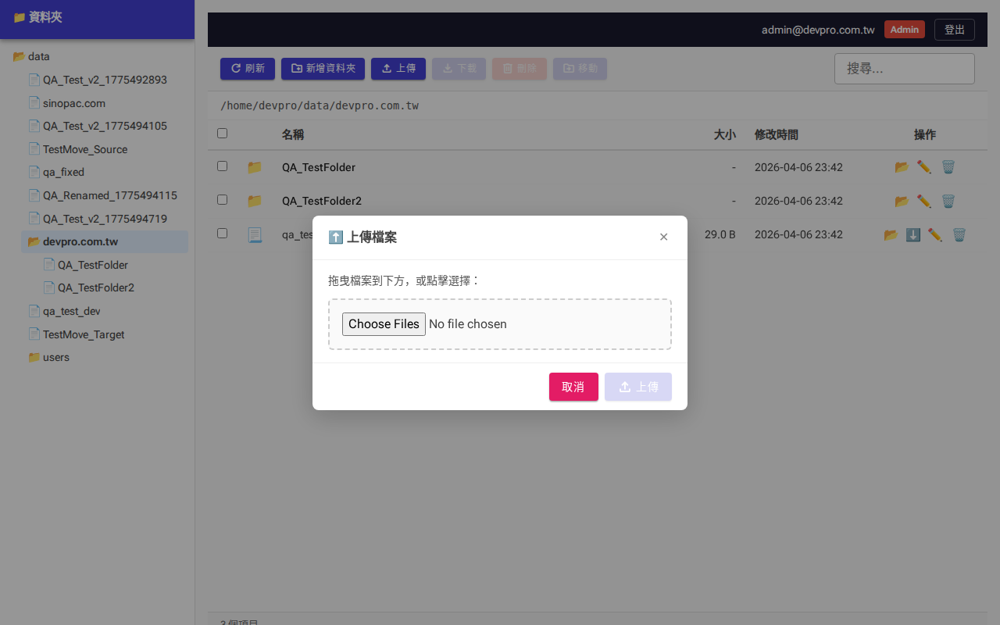 資料夾
data
QA_Test_v2_1775492893
sinopac.com
QA_Test_v2_1775494105
TestMove_Source
qa_fixed
QA_Renamed_1775494115
QA_Test_v2_1775494719
devpro.com.tw
QA_TestFolder
QA_TestFolder2
qa_test_dev
TestMove_Target
users
admin@devpro.com.tw Admin 登出
刷新 新增資料夾 上傳 下載 刪除 移動 搜尋...
/home/devpro/data/devpro.com.tw
名稱 大小 修改時間 操作
QA_TestFolder - 2026-04-06 23:42
QA_TestFolder2 - 2026-04-06 23:42
qa_tes 29.0 B 2026-04-06 23:42
上傳檔案 ×
拖曳檔案到下方，或點擊選擇：
Choose Files No file chosen
取消 上傳
3 個項目